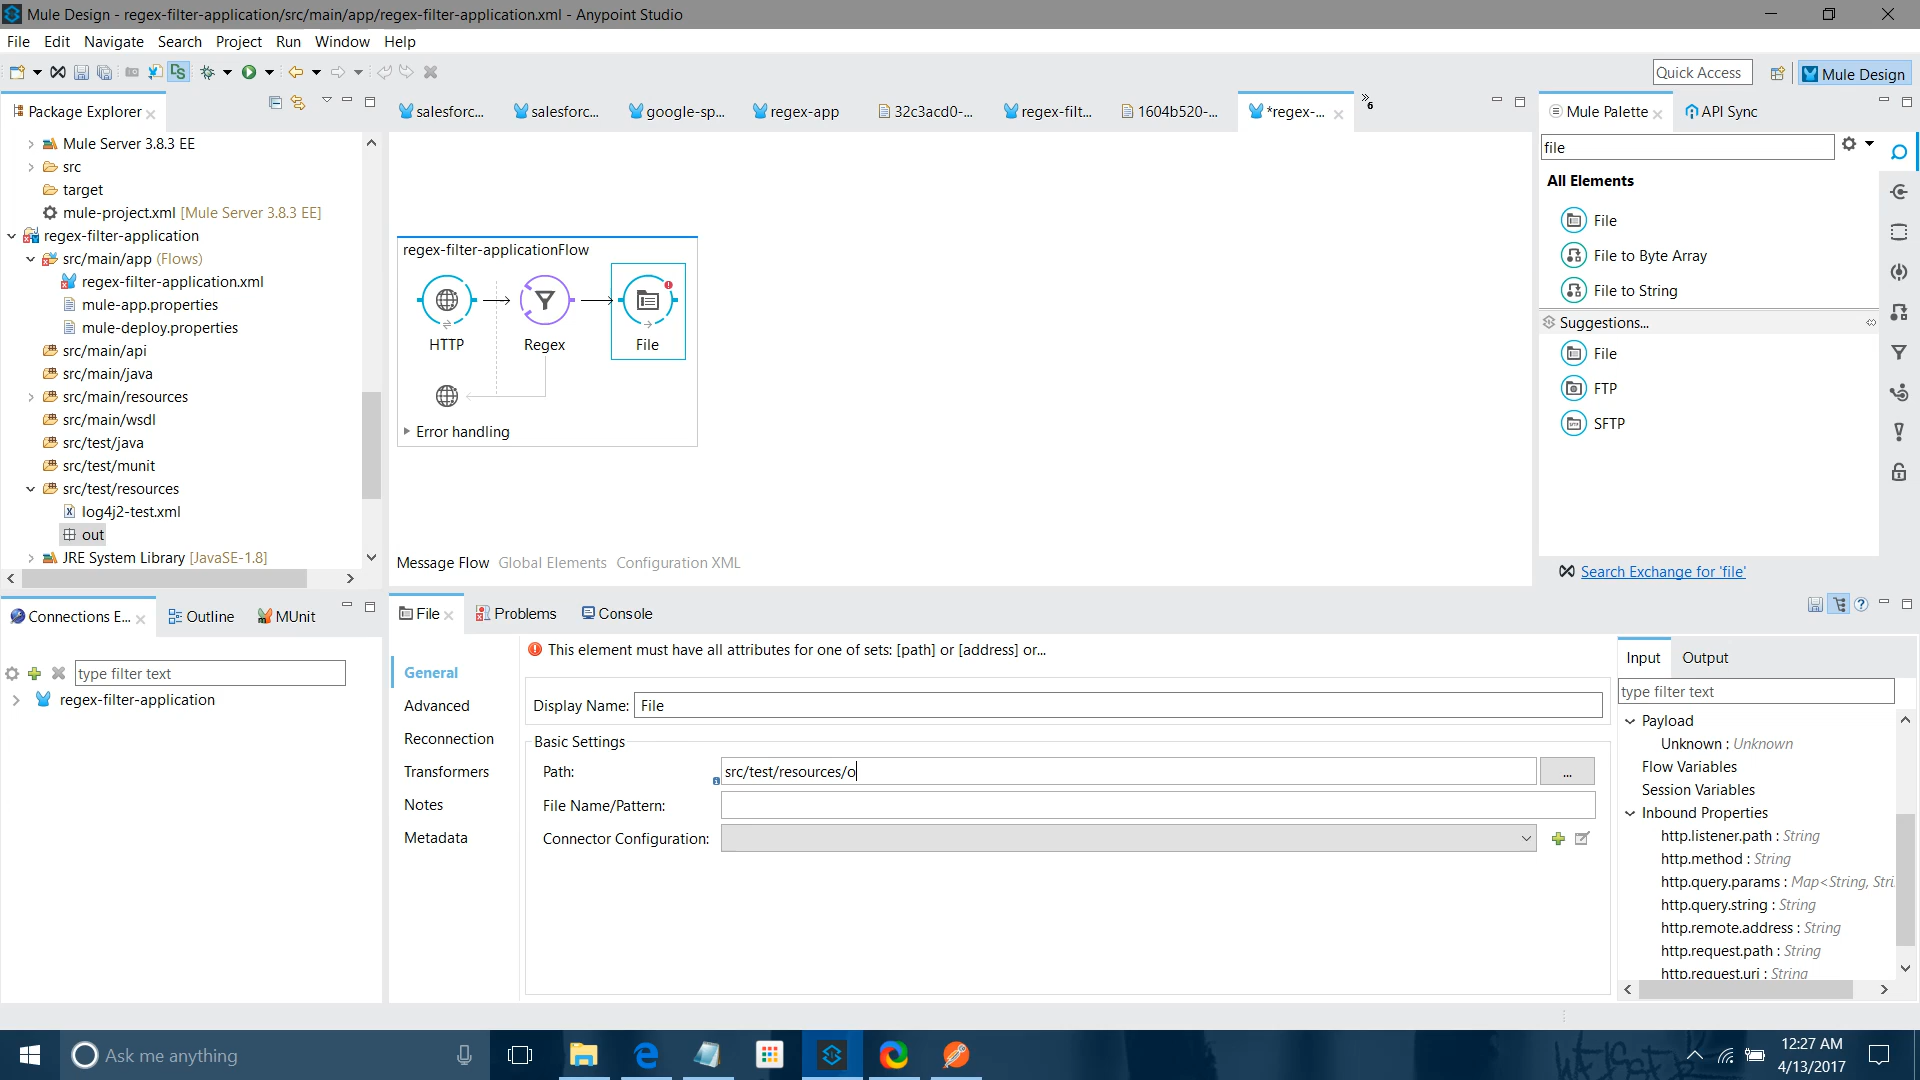 Mule Design - regex-filter-application/src/main/app/regex-filter-application.xml - Anypoint Studio
File Edit Navigate Search Project Run Window Help
Quick Access
Mule Design
Package Explorer
Mule Server 3.8.3 EE
src
target
mule-project.xml [Mule Server 3.8.3 EE]
regex-filter-application
src/main/app (Flows)
regex-filter-application.xml
mule-app.properties
mule-deploy.properties
src/main/api
src/main/java
src/main/resources
src/main/wsdl
src/test/java
src/test/munit
src/test/resources
log4j2-test.xml
out
JRE System Library [JavaSE-1.8]
Connections E...
Outline
MUnit
type filter text
regex-filter-application
salesforc...
salesforc...
google-sp...
regex-app
32c3acd0-...
regex-filt...
1604b520-...
*regex-...
»6
regex-filter-applicationFlow
HTTP
Regex
File
Error handling
Message Flow Global Elements Configuration XML
File
Problems
Console
This element must have all attributes for one of sets: [path] or [address] or...
General
Advanced
Reconnection
Transformers
Notes
Metadata
Display Name: File
Basic Settings
Path: src/test/resources/o
...
File Name/Pattern:
Connector Configuration:
Mule Palette
API Sync
file
All Elements
File
File to Byte Array
File to String
Suggestions...
File
FTP
SFTP
Search Exchange for 'file'
Input
Output
type filter text
Payload
Unknown : Unknown
Flow Variables
Session Variables
Inbound Properties
http.listener.path : String
http.method : String
http.query.params : Map<String, Stri
http.query.string : String
http.remote.address : String
http.request.path : String
http.request.uri : String
Ask me anything
12:27 AM
4/13/2017